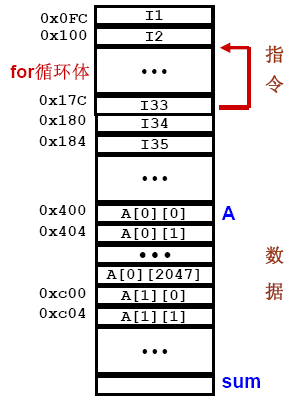 0x0FC I1
0x100 I2
指
for循环体 •••
令
0x17C I33
0x180 I34
0x184 I35
•••
0x400 A[0][0] A
0x404 A[0][1]
••• 数
A[0][2047]
据
0xc00 A[1][0]
0xc04 A[1][1]
•••
sum